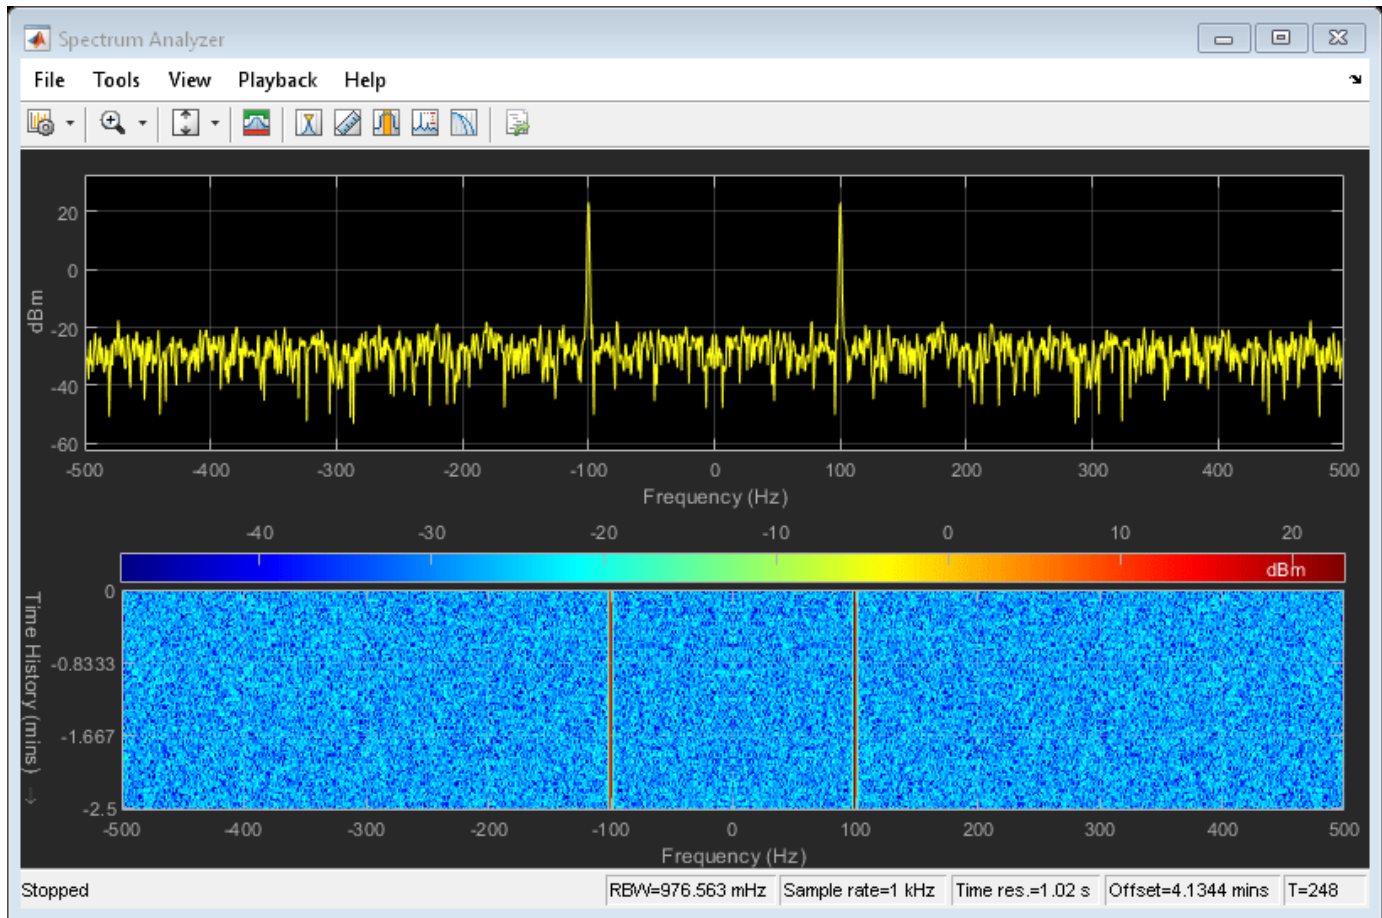 Spectrum Analyzer
File Tools View Playback Help
20
0
-20
-40
-60
dBm
-500 -400 -300 -200 -100 0 100 200 300 400 500
Frequency (Hz)
-40 -30 -20 -10 0 10 20
dBm
0
-0.8333
-1.667
-2.5
Time History (mins) →
-500 -400 -300 -200 -100 0 100 200 300 400 500
Frequency (Hz)
Stopped RBW=976.563 mHz Sample rate=1 kHz Time res.=1.02 s Offset=4.1344 mins T=248